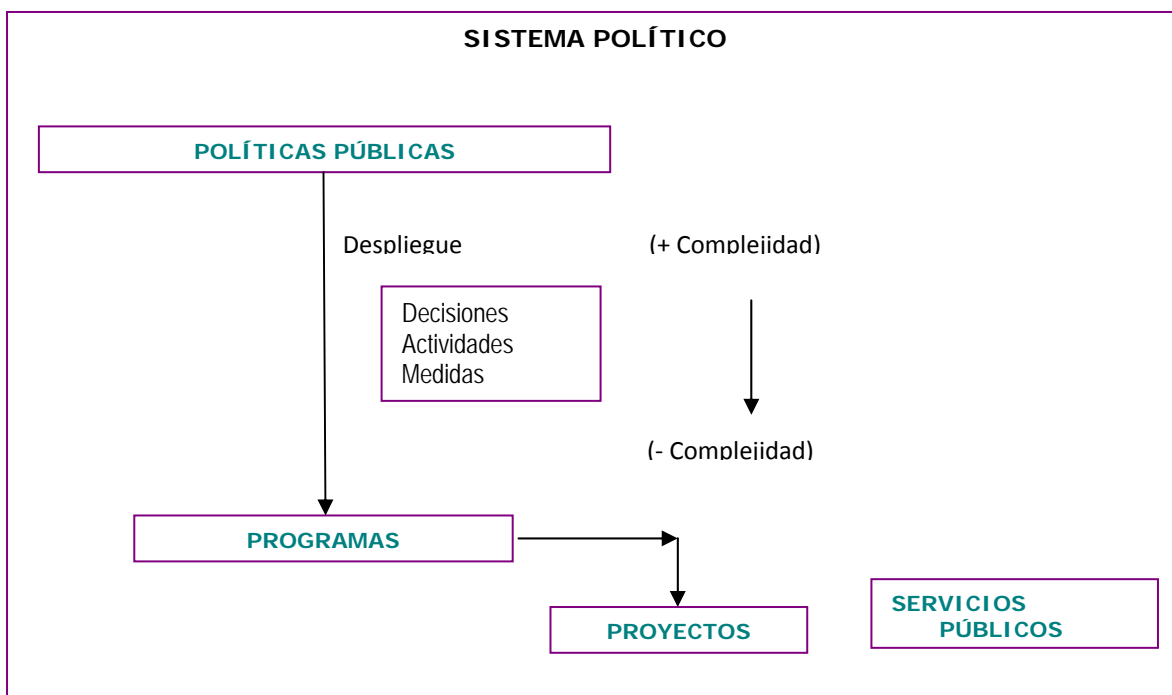 SISTEMA POLÍTICO
POLÍTICAS PÚBLICAS
Despliegue
(+ Complejidad)
Decisiones
Actividades
Medidas
(- Complejidad)
PROGRAMAS
PROYECTOS
SERVICIOS
PÚBLICOS